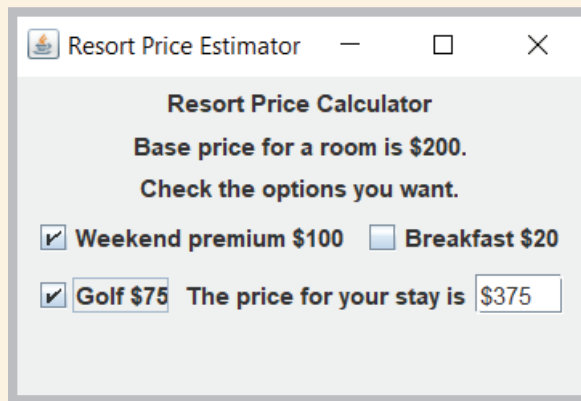 Resort Price Estimator
Resort Price Calculator
Base price for a room is $200.
Check the options you want.
Weekend premium $100 Breakfast $20
Golf $75 The price for your stay is $375